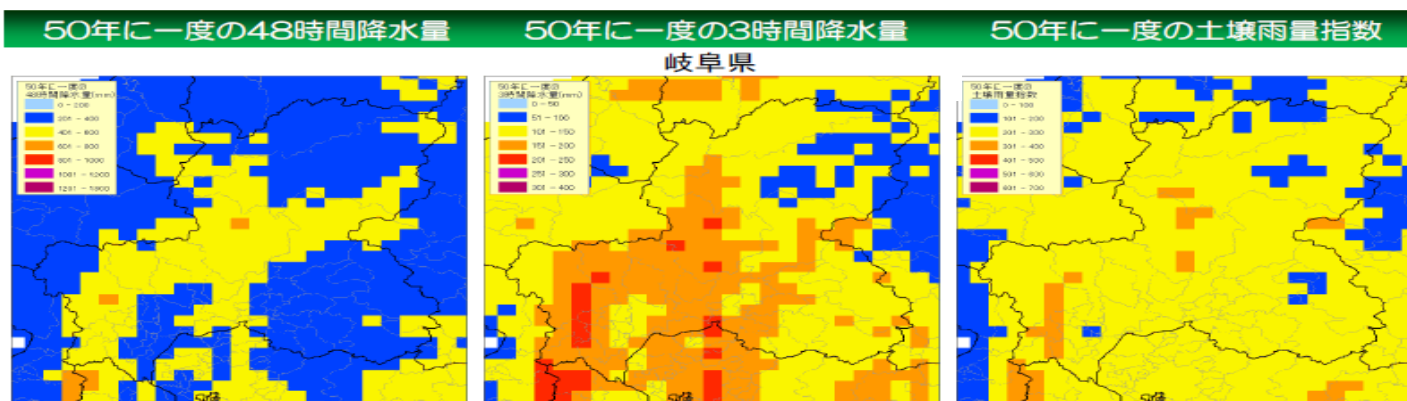 50年に一度の48時間降水量
50年に一度の3時間降水量
50年に一度の土壌雨量指数
岐阜県
50年に一度の
48時間降水量(mm)
0 - 200
201 - 400
401 - 600
601 - 800
801 - 1000
1001 - 1200
1201 - 1800
50年に一度の
3時間降水量(mm)
0 - 50
51 - 100
101 - 150
151 - 200
201 - 250
251 - 300
301 - 400
50年に一度の
土壌雨量指数
0 - 100
101 - 200
201 - 300
301 - 400
401 - 500
501 - 600
601 - 700